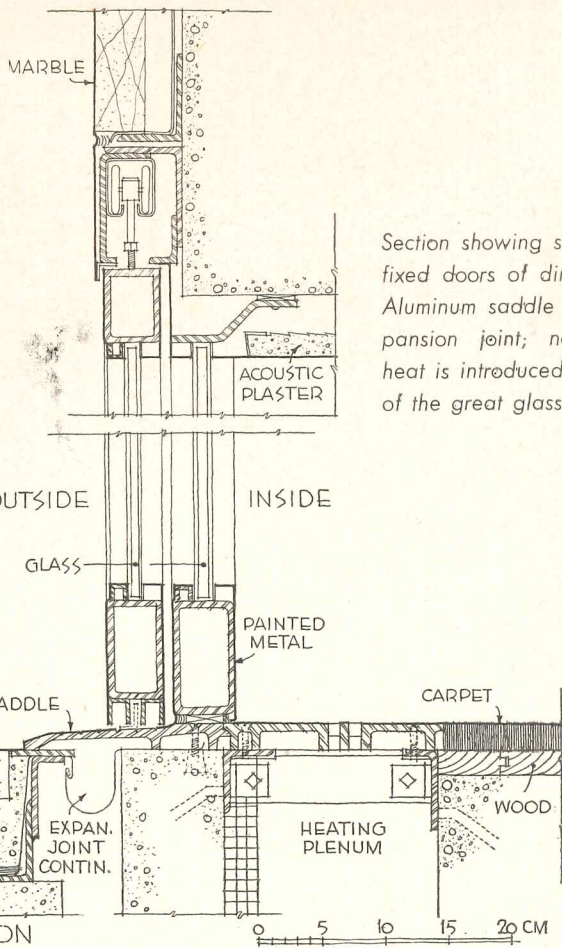 MARBLE
Section showing s
fixed doors of di
Aluminum saddle
pansion joint; n
heat is introduced
of the great glass
ACOUSTIC
PLASTER
OUTSIDE
INSIDE
GLASS
PAINTED
METAL
ADDLE
CARPET
EXPAN.
JOINT
CONTIN.
HEATING
PLENUM
WOOD
ON
0 5 10 15 20 CM